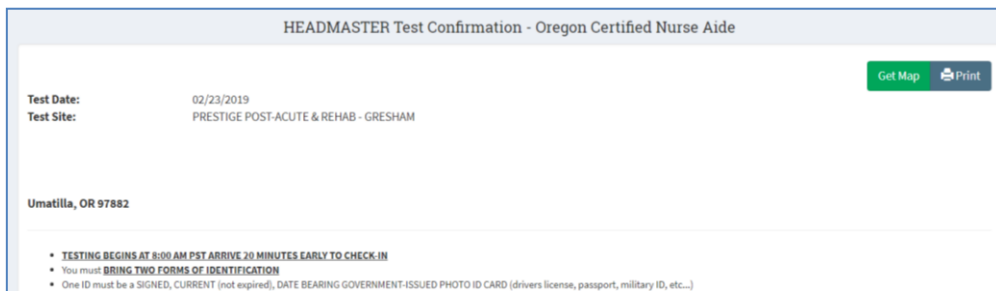 HEADMASTER Test Confirmation - Oregon Certified Nurse Aide
Get Map Print
Test Date: 02/23/2019
Test Site: PRESTIGE POST-ACUTE & REHAB - GRESHAM
Umatilla, OR 97882
• TESTING BEGINS AT 8:00 AM PST ARRIVE 20 MINUTES EARLY TO CHECK-IN
• You must BRING TWO FORMS OF IDENTIFICATION
• One ID must be a SIGNED, CURRENT (not expired), DATE BEARING GOVERNMENT-ISSUED PHOTO ID CARD (drivers license, passport, military ID, etc...)